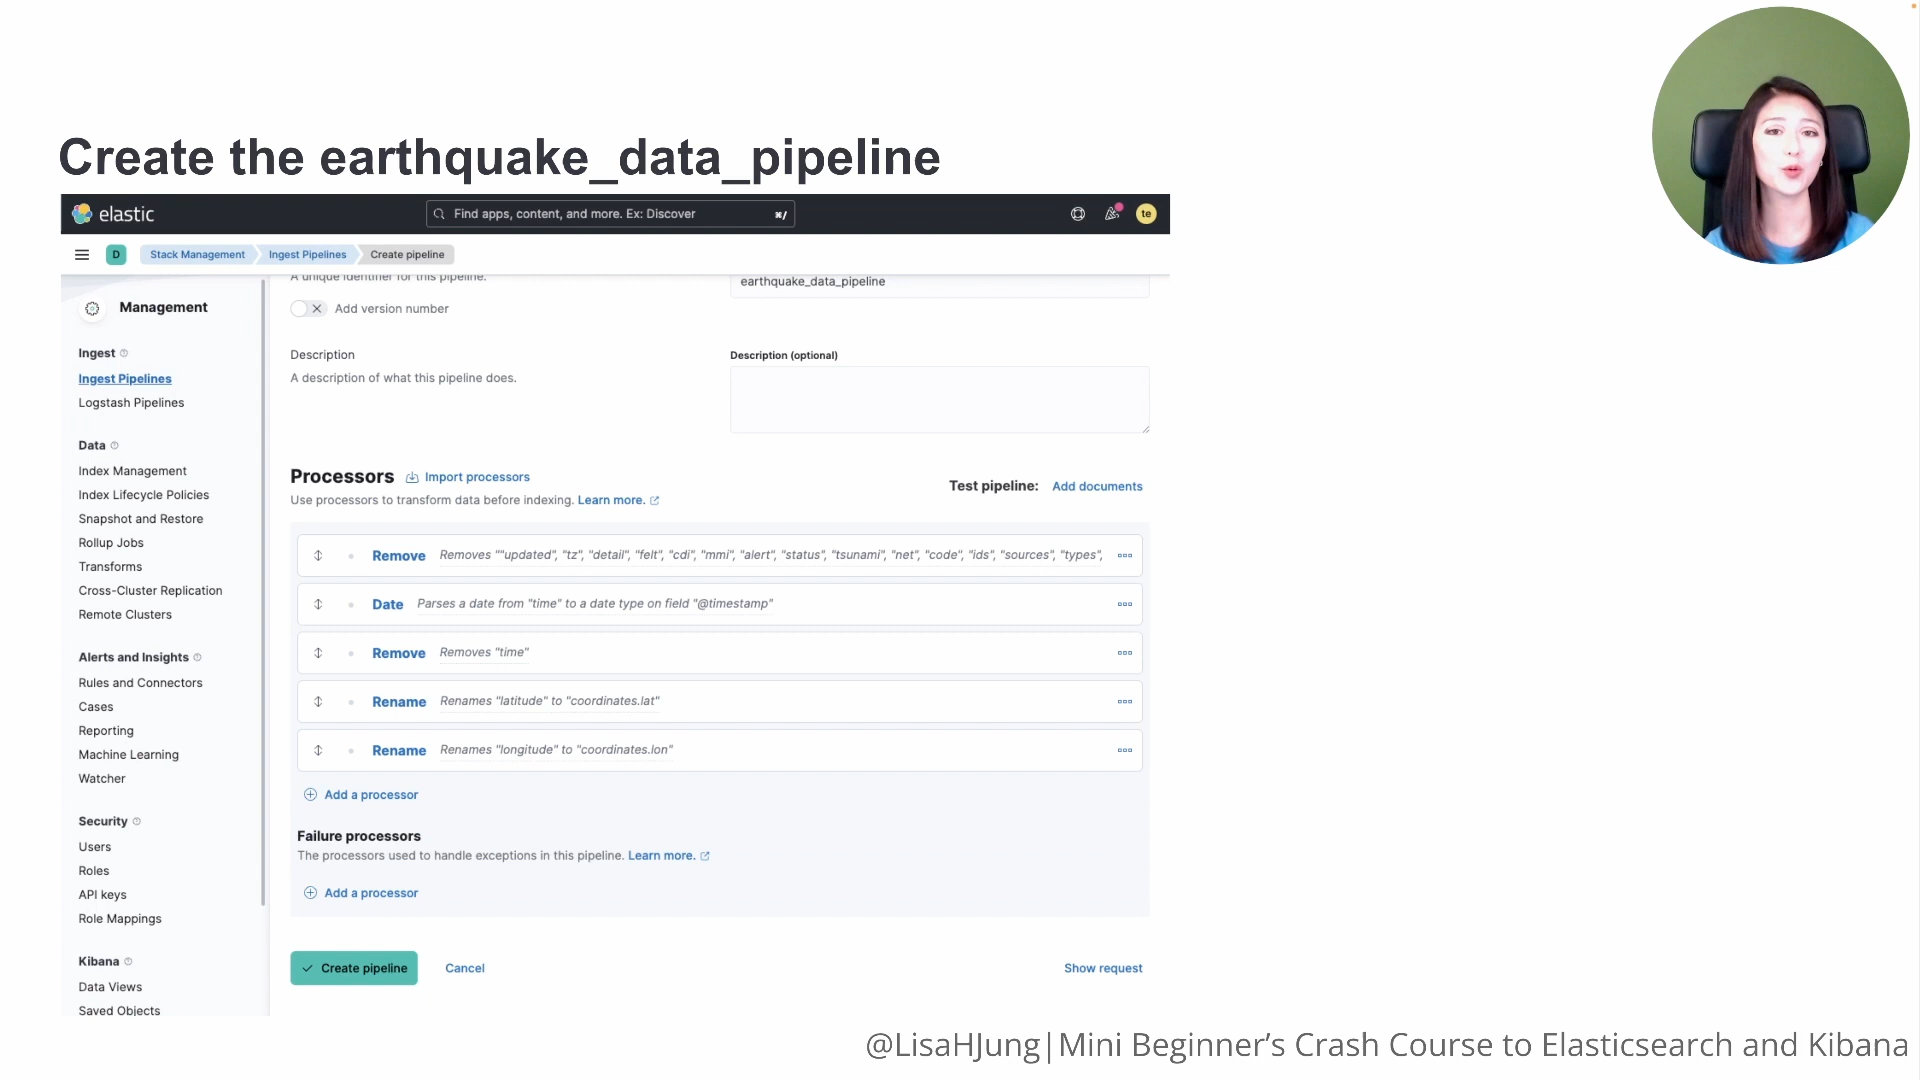 Create the earthquake_data_pipeline
elastic
Find apps, content, and more. Ex: Discover
⌘/
te
D
Stack Management
Ingest Pipelines
Create pipeline
A unique identifier for this pipeline.
earthquake_data_pipeline
Add version number
Description
A description of what this pipeline does.
Description (optional)
Management
Ingest
Ingest Pipelines
Logstash Pipelines
Data
Index Management
Index Lifecycle Policies
Snapshot and Restore
Rollup Jobs
Transforms
Cross-Cluster Replication
Remote Clusters
Alerts and Insights
Rules and Connectors
Cases
Reporting
Machine Learning
Watcher
Security
Users
Roles
API keys
Role Mappings
Kibana
Data Views
Saved Objects
Processors
Import processors
Use processors to transform data before indexing. Learn more.
Test pipeline: Add documents
Remove Removes ""updated", "tz", "detail", "felt", "cdi", "mmi", "alert", "status", "tsunami", "net", "code", "ids", "sources", "types",
Date Parses a date from "time" to a date type on field "@timestamp"
Remove Removes "time"
Rename Renames "latitude" to "coordinates.lat"
Rename Renames "longitude" to "coordinates.lon"
Add a processor
Failure processors
The processors used to handle exceptions in this pipeline. Learn more.
Add a processor
Create pipeline
Cancel
Show request
@LisaHJung|Mini Beginner’s Crash Course to Elasticsearch and Kibana